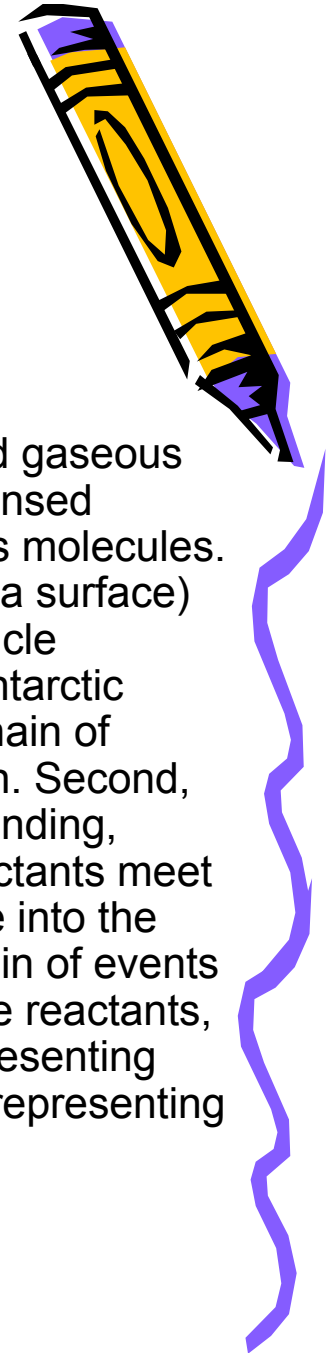 d gaseous
nsed
s molecules.
a surface)
cle
ntarctic
nain of
n. Second,
nding,
ctants meet
e into the
in of events
e reactants,
esenting
representing